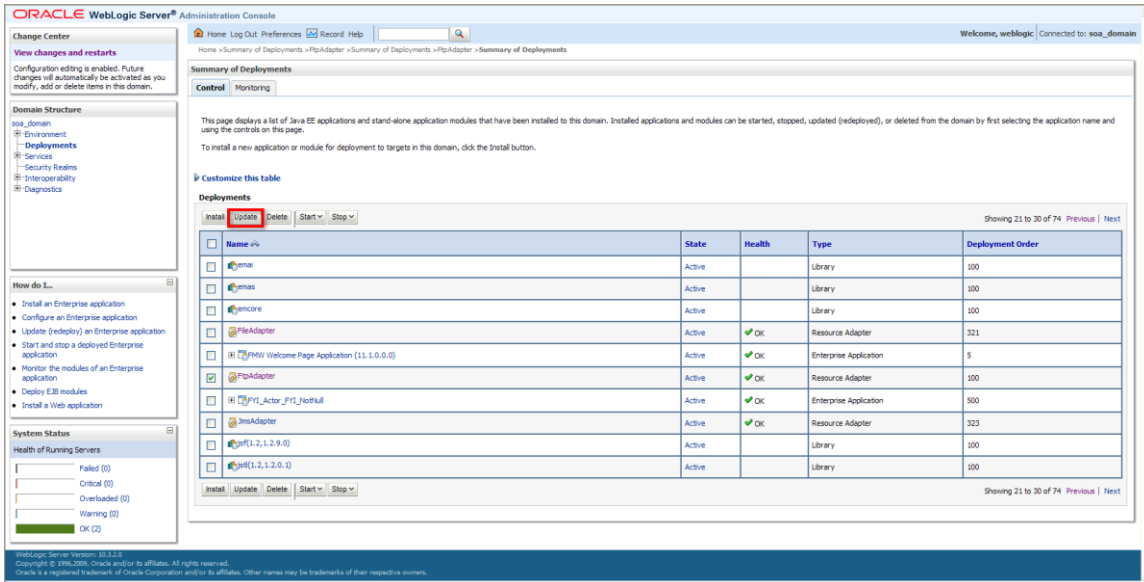 ORACLE WebLogic Server® Administration Console
Change Center
View changes and restarts
Configuration editing is enabled. Future
changes will automatically be activated as you
modify, add or delete items in this domain.
Domain Structure
soa_domain
Environment
Deployments
Services
Security Realms
Interoperability
Diagnostics
How do I...
Install an Enterprise application
Configure an Enterprise application
Update (redeploy) an Enterprise application
Start and stop a deployed Enterprise
application
Monitor the modules of an Enterprise
application
Deploy EJB modules
Install a Web application
System Status
Health of Running Servers
Failed (0)
Critical (0)
Overloaded (0)
Warning (0)
OK (2)
Home Log Out Preferences Record Help
Welcome, weblogic Connected to: soa_domain
Home >Summary of Deployments >FtpAdapter >Summary of Deployments >FtpAdapter >Summary of Deployments
Summary of Deployments
Control Monitoring
This page displays a list of Java EE applications and stand-alone application modules that have been installed to this domain. Installed applications and modules can be started, stopped, updated (redeployed), or deleted from the domain by first selecting the application name and
using the controls on this page.
To install a new application or module for deployment to targets in this domain, click the Install button.
Customize this table
Deployments
Install Update Delete Start Stop
Showing 21 to 30 of 74 Previous | Next
Name State Health Type Deployment Order
emai Active Library 100
emas Active Library 100
emcore Active Library 100
FileAdapter Active OK Resource Adapter 321
FMW Welcome Page Application (11.1.0.0.0) Active OK Enterprise Application 5
FtpAdapter Active OK Resource Adapter 100
FYI_Actor_FYI_NotNull Active OK Enterprise Application 500
JmsAdapter Active OK Resource Adapter 323
jsf(1.2,1.2.9.0) Active Library 100
jstl(1.2,1.2.0.1) Active Library 100
Install Update Delete Start Stop
Showing 21 to 30 of 74 Previous | Next
WebLogic Server Version: 10.3.2.0
Copyright © 1996,2009, Oracle and/or its affiliates. All rights reserved.
Oracle is a registered trademark of Oracle Corporation and/or its affiliates. Other names may be trademarks of their respective owners.